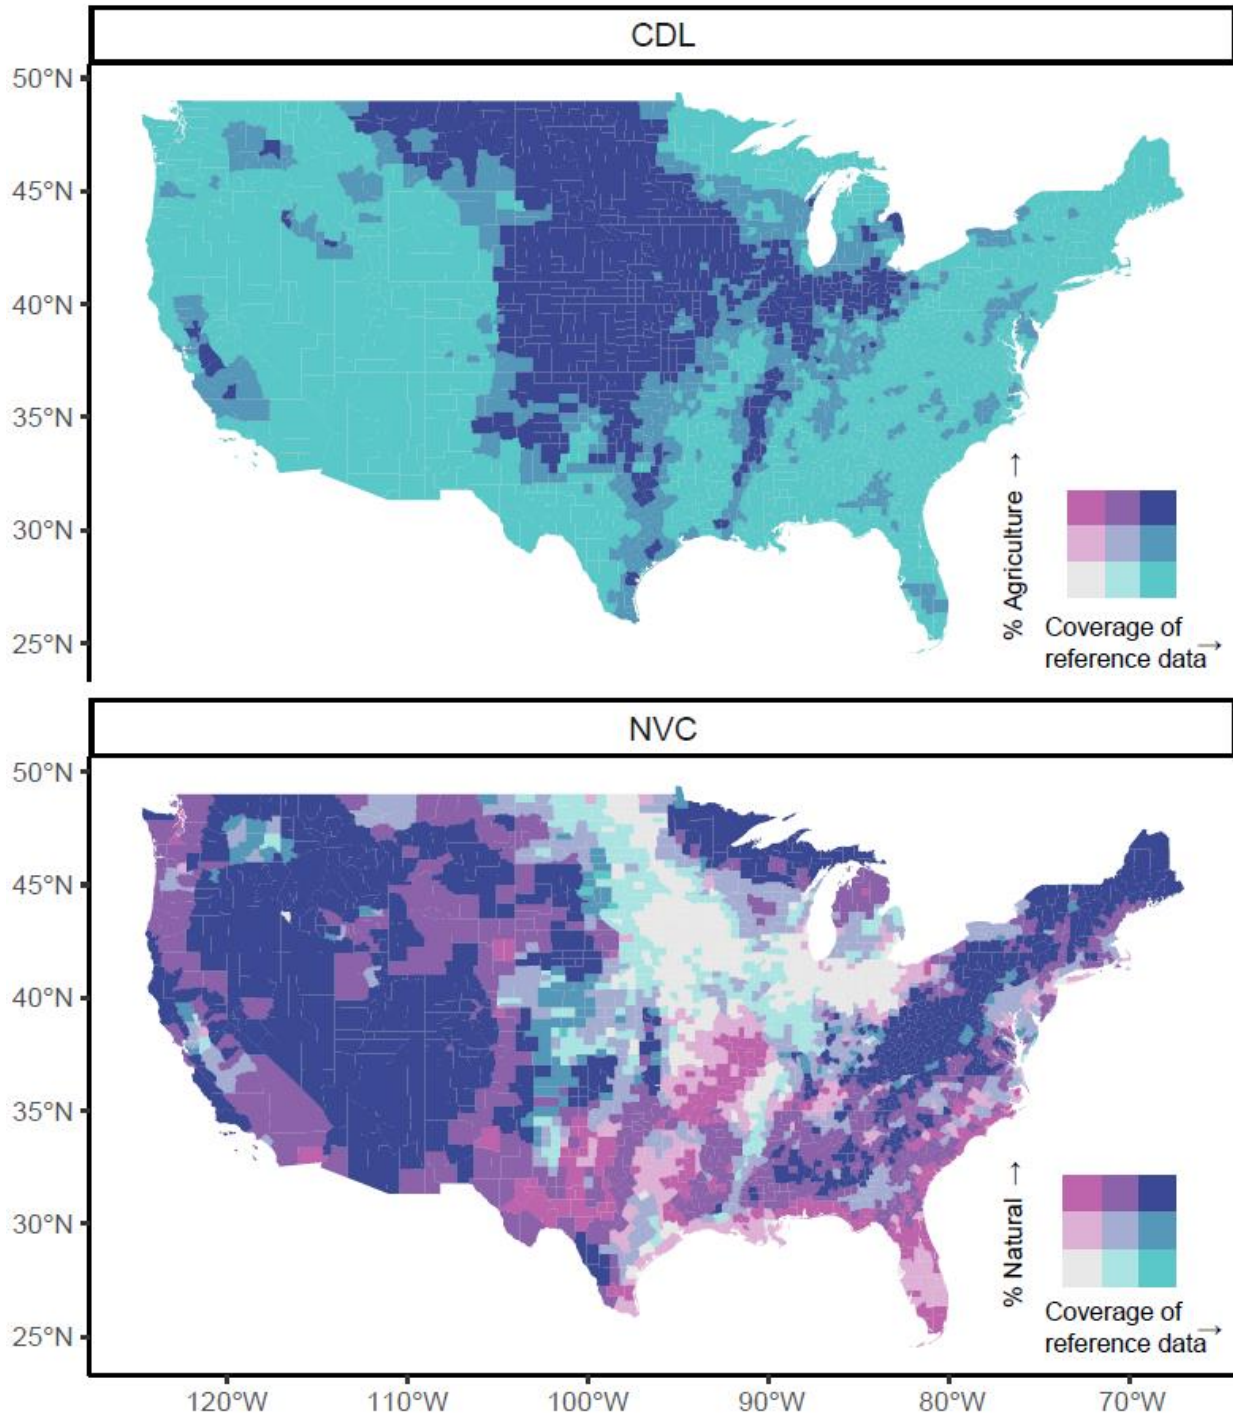 CDL
50°N
45°N
40°N
35°N
30°N
25°N
% Agriculture →
Coverage of
reference data→
NVC
50°N
45°N
40°N
35°N
30°N
25°N
% Natural →
Coverage of
reference data→
120°W 110°W 100°W 90°W 80°W 70°W